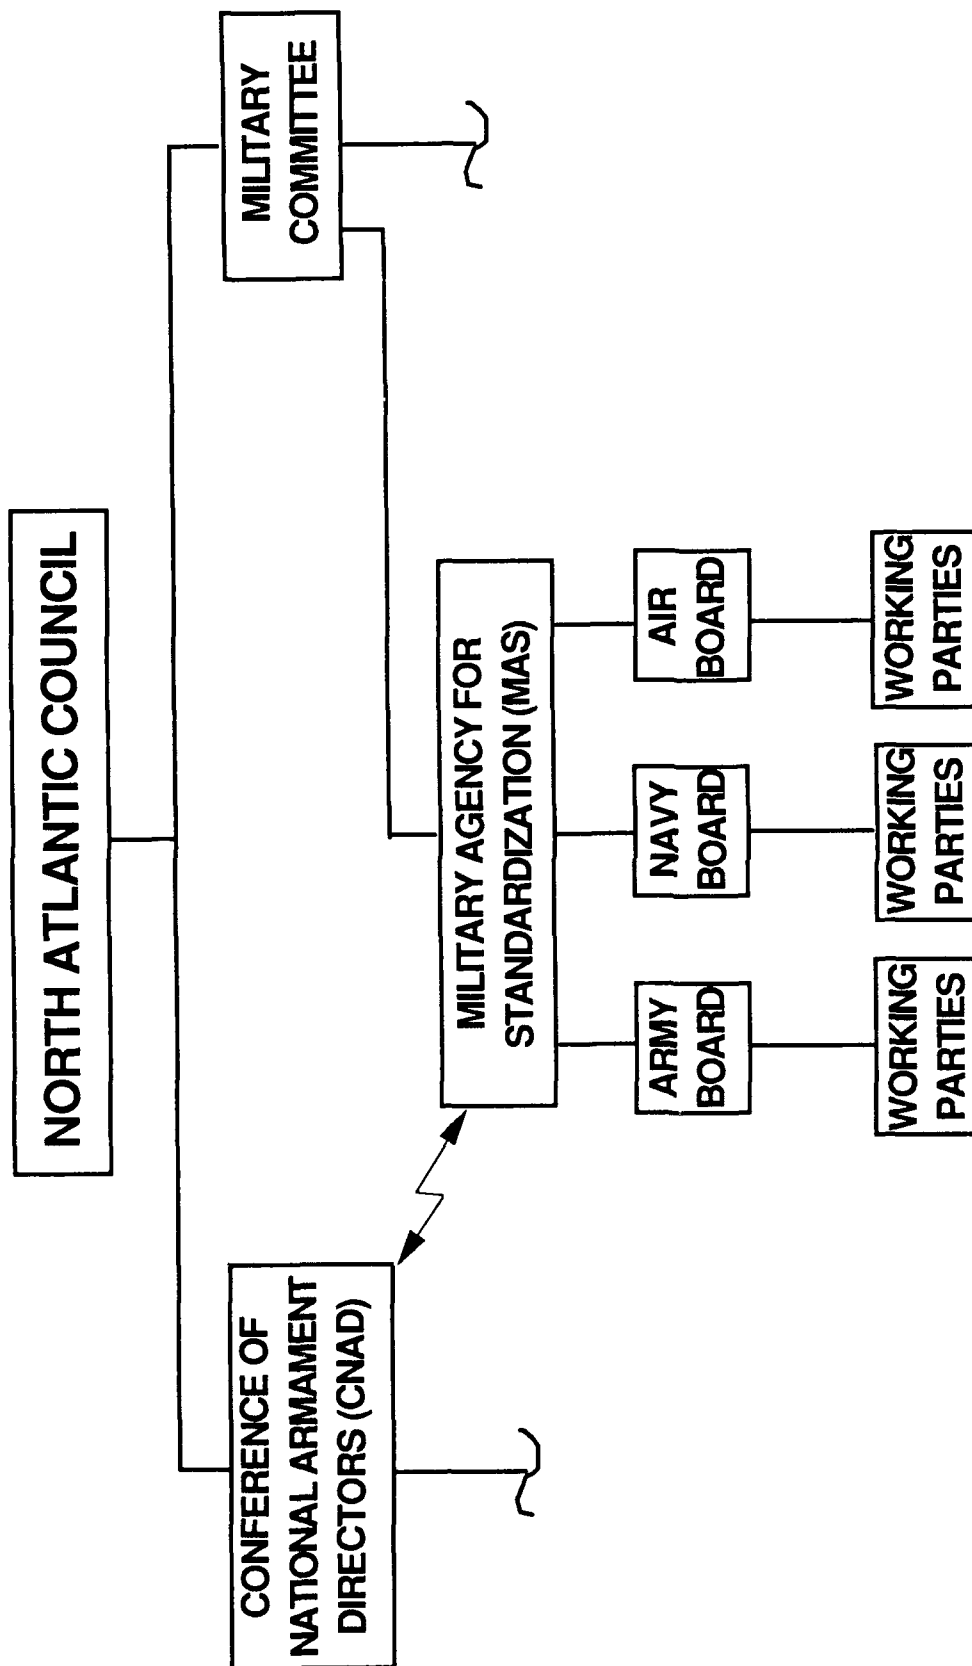 NORTH ATLANTIC COUNCIL
CONFERENCE OF
NATIONAL ARMAMENT
DIRECTORS (CNAD)
MILITARY
COMMITTEE
MILITARY AGENCY FOR
STANDARDIZATION (MAS)
ARMY
BOARD
NAVY
BOARD
AIR
BOARD
WORKING
PARTIES
WORKING
PARTIES
WORKING
PARTIES